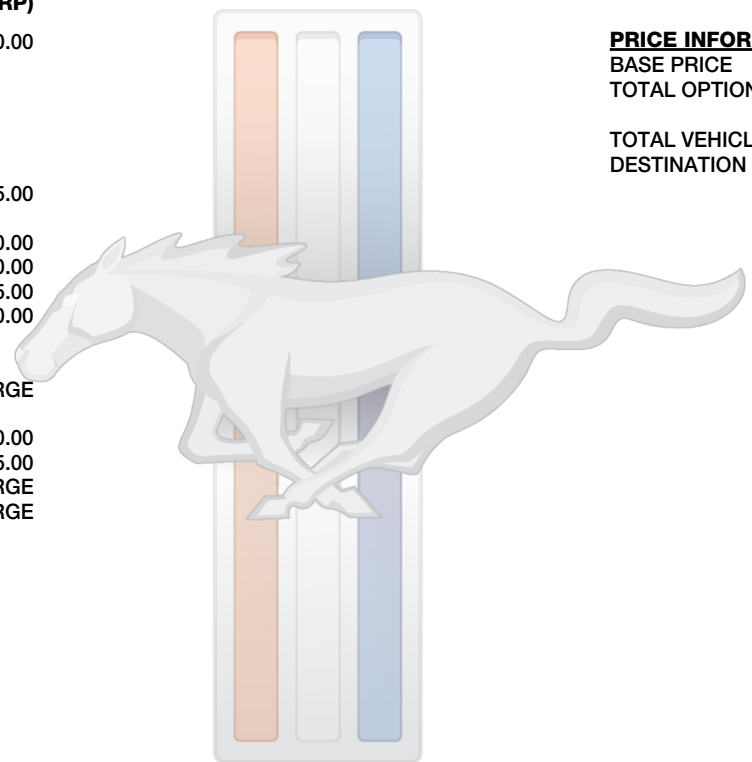 RP)
0.00
5.00
0.00
0.00
5.00
0.00
RGE
0.00
5.00
RGE
RGE
PRICE INFOR
BASE PRICE
TOTAL OPTION
TOTAL VEHICL
DESTINATION